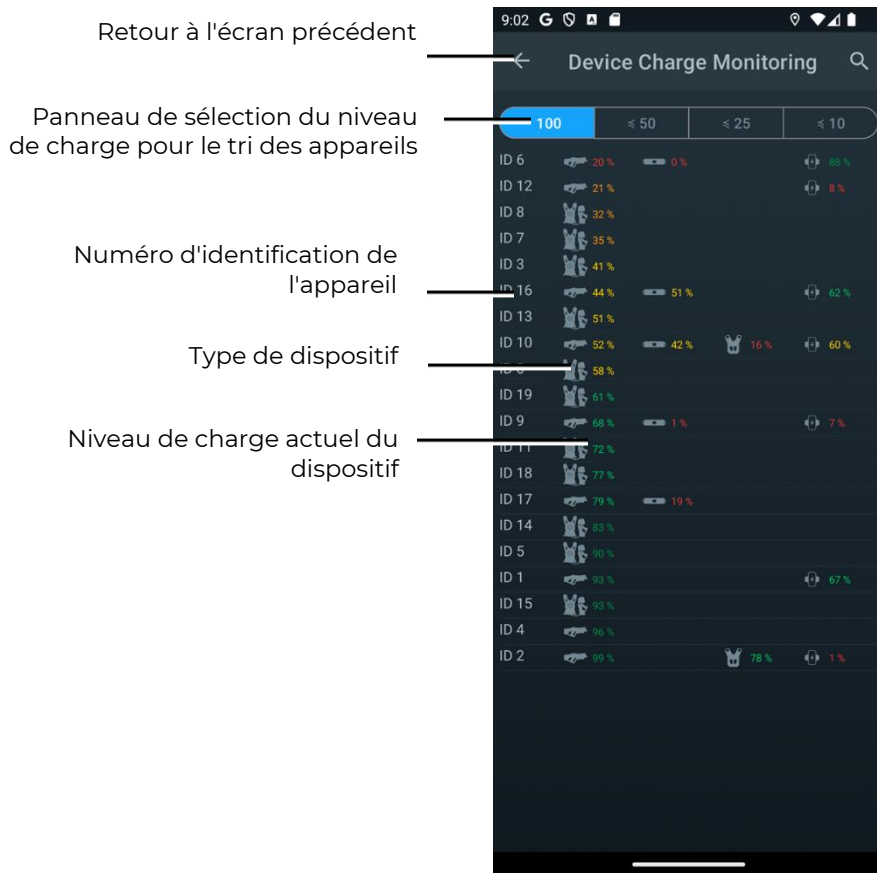 Retour à l'écran précédent
Panneau de sélection du niveau
de charge pour le tri des appareils
Numéro d'identification de
l'appareil
Type de dispositif
Niveau de charge actuel du
dispositif
9:02 G A
Device Charge Monitoring
100 ≤ 50 ≤ 25 ≤ 10
ID 6 20 % 0 % 88 %
ID 12 21 % 8 %
ID 8 32 %
ID 7 35 %
ID 3 41 %
ID 16 44 % 51 % 62 %
ID 13 51 %
ID 10 52 % 42 % 16 % 60 %
58 %
ID 19 61 %
ID 9 68 % 1 % 7 %
ID 11 72 %
ID 18 77 %
ID 17 79 % 19 %
ID 14 83 %
ID 5 90 %
ID 1 93 % 67 %
ID 15 93 %
ID 4 96 %
ID 2 99 % 78 % 1 %